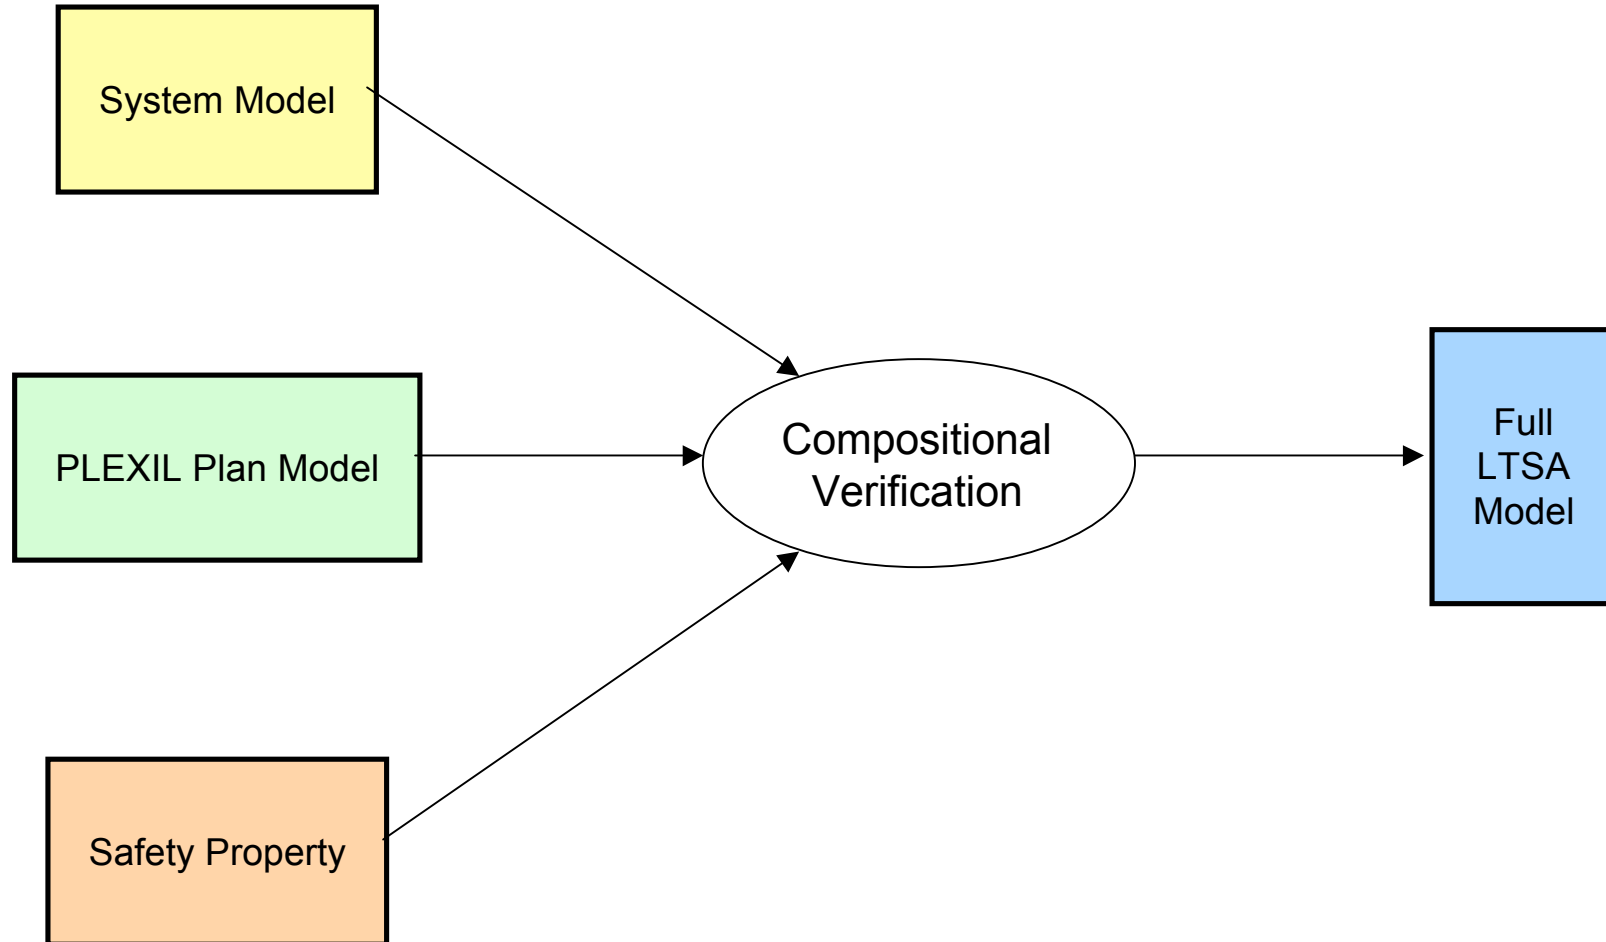 System Model
PLEXIL Plan Model
Safety Property
Compositional
Verification
Full
LTSA
Model